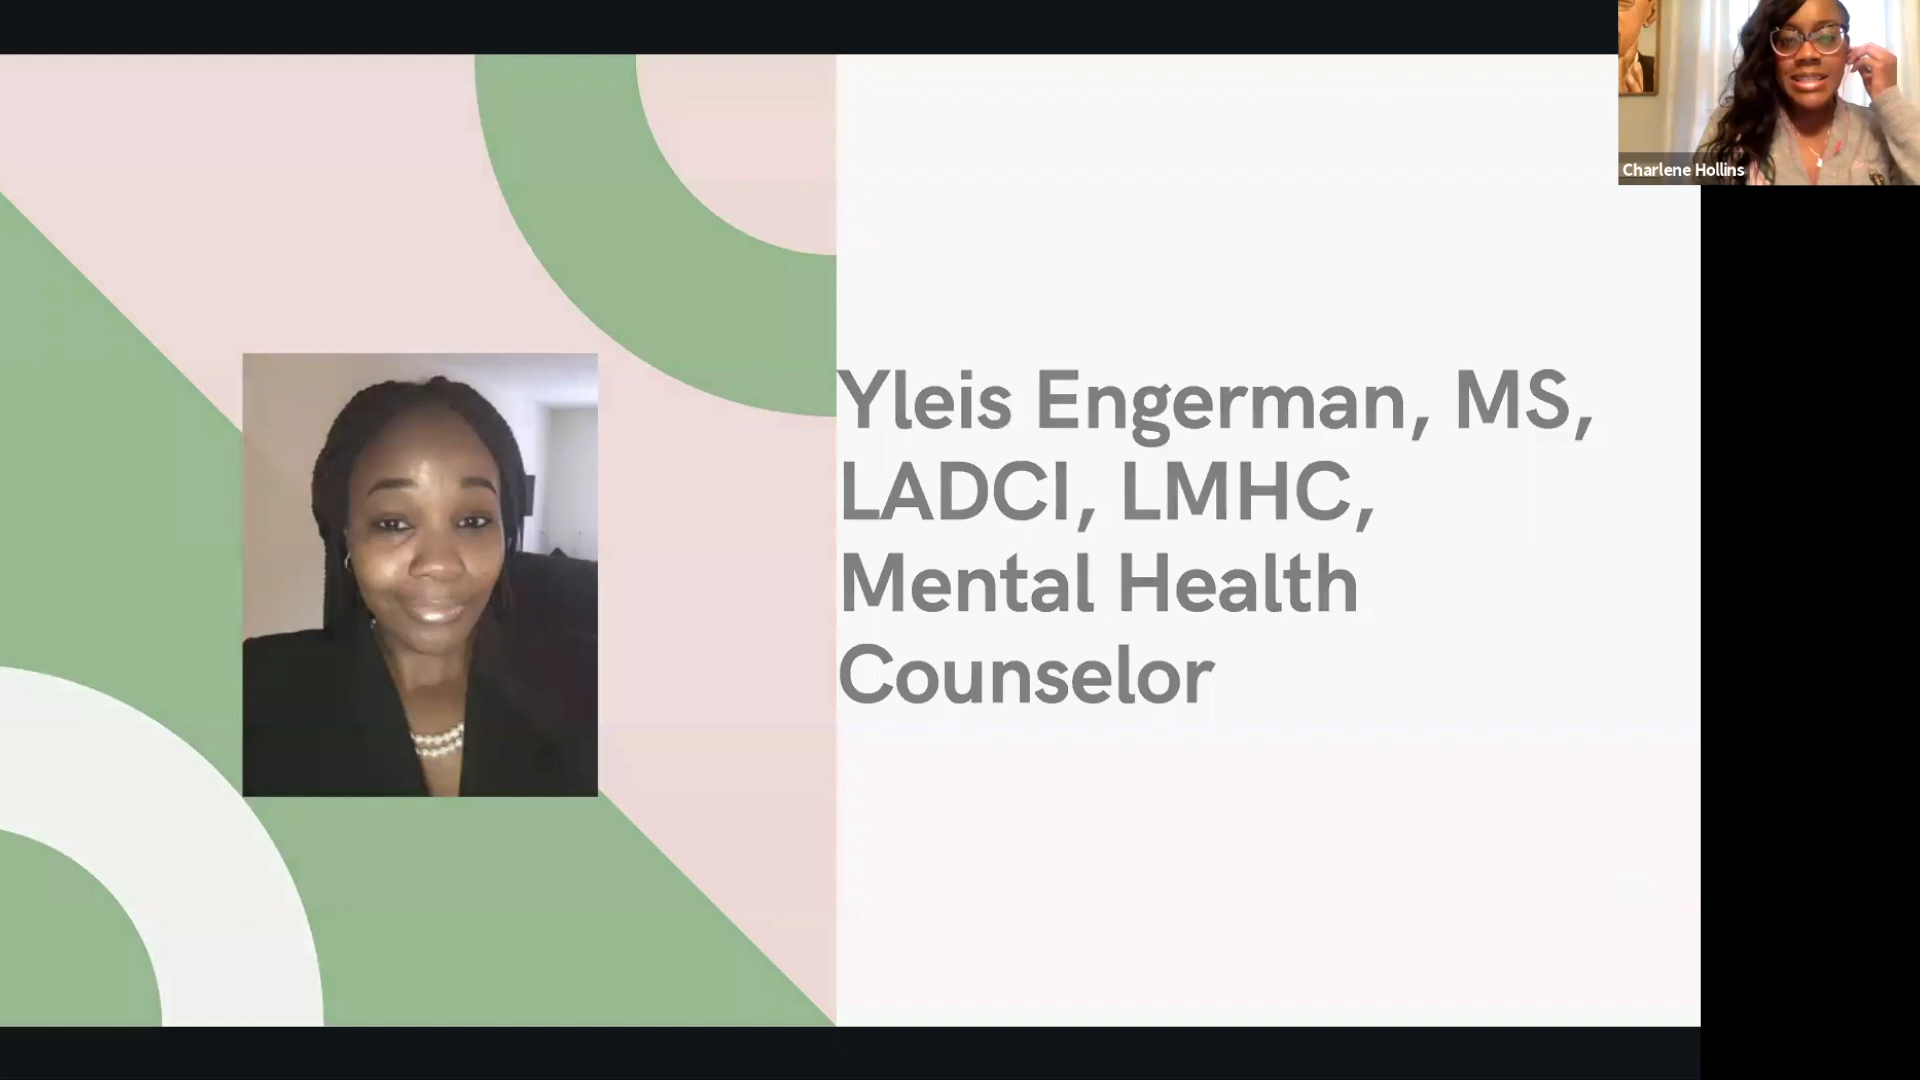 Charlene Hollins
Yleis Engerman, MS,
LADCI, LMHC,
Mental Health
Counselor